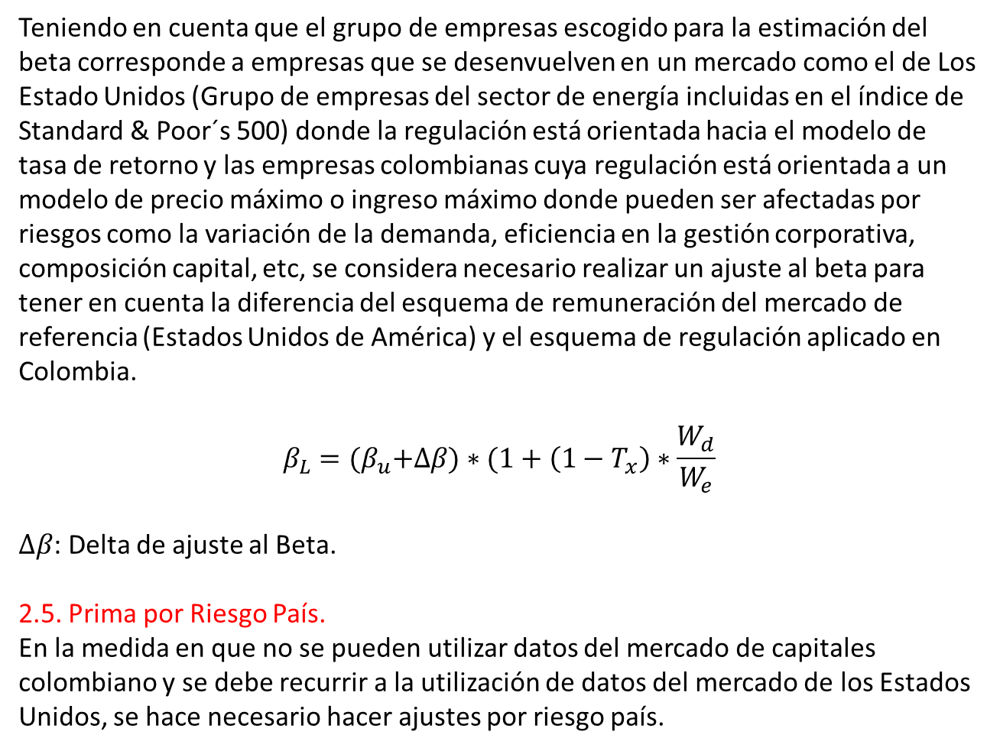 Teniendo en cuenta que el grupo de empresas escogido para la estimación del
beta corresponde a empresas que se desenvuelven en un mercado como el de Los
Estado Unidos (Grupo de empresas del sector de energía incluidas en el índice de
Standard & Poor´s 500) donde la regulación está orientada hacia el modelo de
tasa de retorno y las empresas colombianas cuya regulación está orientada a un
modelo de precio máximo o ingreso máximo donde pueden ser afectadas por
riesgos como la variación de la demanda, eficiencia en la gestión corporativa,
composición capital, etc, se considera necesario realizar un ajuste al beta para
tener en cuenta la diferencia del esquema de remuneración del mercado de
referencia (Estados Unidos de América) y el esquema de regulación aplicado en
Colombia.
β_L = (β_u+Δβ) ∗ (1 + (1 − T_x) ∗ W_d/W_e
Δβ: Delta de ajuste al Beta.
2.5. Prima por Riesgo País.
En la medida en que no se pueden utilizar datos del mercado de capitales
colombiano y se debe recurrir a la utilización de datos del mercado de los Estados
Unidos, se hace necesario hacer ajustes por riesgo país.